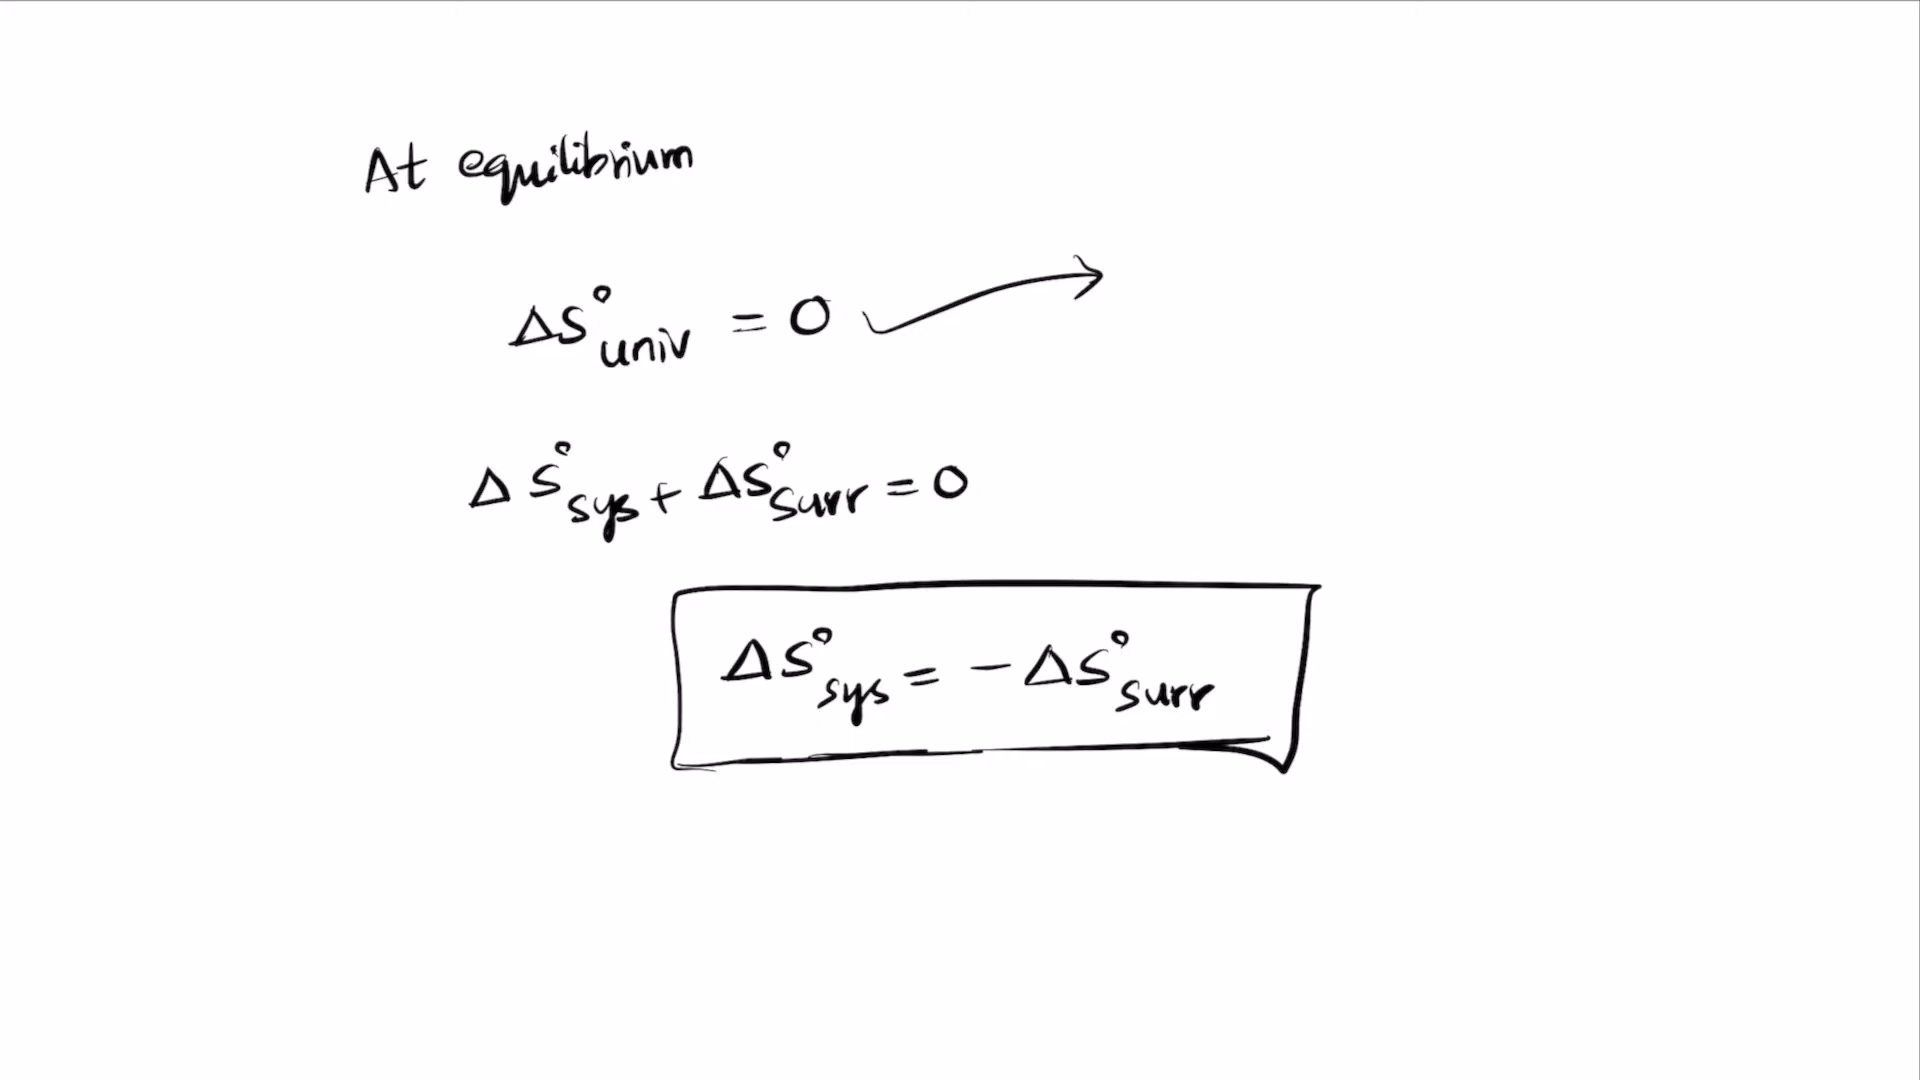 At equilibrium
ΔS°univ = 0
ΔS°sys + ΔS°surr = 0
ΔS°sys = -ΔS°surr